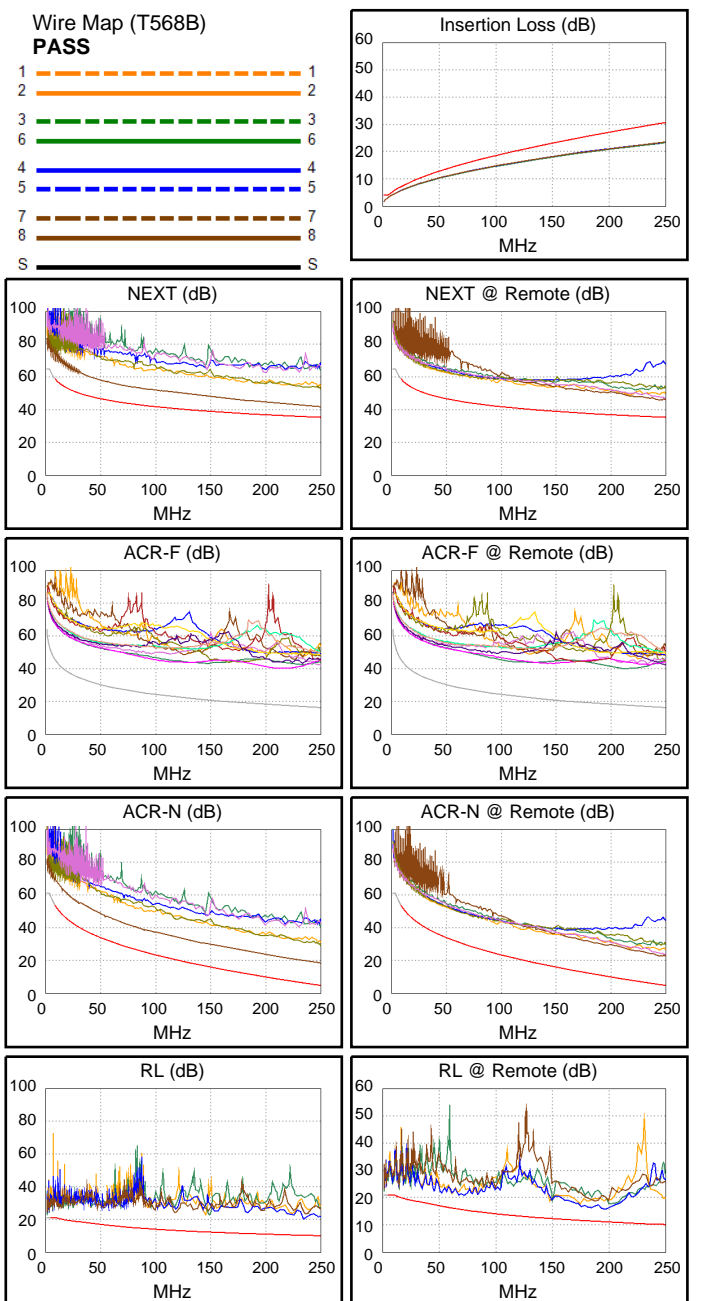 Wire Map (T568B)
PASS
1 1
2 2
3 3
6 6
4 4
5 5
7 7
8 8
S S
Insertion Loss (dB)
60
50
40
30
20
10
0
0 50 100 150 200 250
MHz
NEXT (dB)
100
80
60
40
20
0
0 50 100 150 200 250
MHz
NEXT @ Remote (dB)
100
80
60
40
20
0
0 50 100 150 200 250
MHz
ACR-F (dB)
100
80
60
40
20
0
0 50 100 150 200 250
MHz
ACR-F @ Remote (dB)
100
80
60
40
20
0
0 50 100 150 200 250
MHz
ACR-N (dB)
100
80
60
40
20
0
0 50 100 150 200 250
MHz
ACR-N @ Remote (dB)
100
80
60
40
20
0
0 50 100 150 200 250
MHz
RL (dB)
100
80
60
40
20
0
0 50 100 150 200 250
MHz
RL @ Remote (dB)
60
50
40
30
20
10
0
0 50 100 150 200 250
MHz